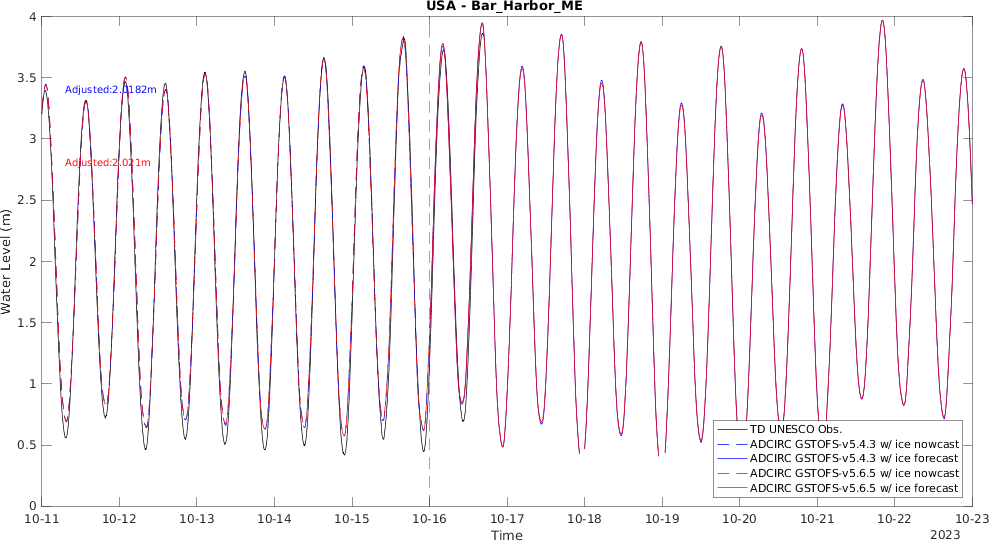 USA - Bar_Harbor_ME
4
3.5
3
2.5
2
1.5
1
0.5
0
Water Level (m)
Adjusted:2.0182m
Adjusted:2.021m
TD UNESCO Obs.
ADCIRC GSTOFS-v5.4.3 w/ ice nowcast
ADCIRC GSTOFS-v5.4.3 w/ ice forecast
ADCIRC GSTOFS-v5.6.5 w/ ice nowcast
ADCIRC GSTOFS-v5.6.5 w/ ice forecast
10-11 10-12 10-13 10-14 10-15 10-16 10-17 10-18 10-19 10-20 10-21 10-22 10-23
Time
2023